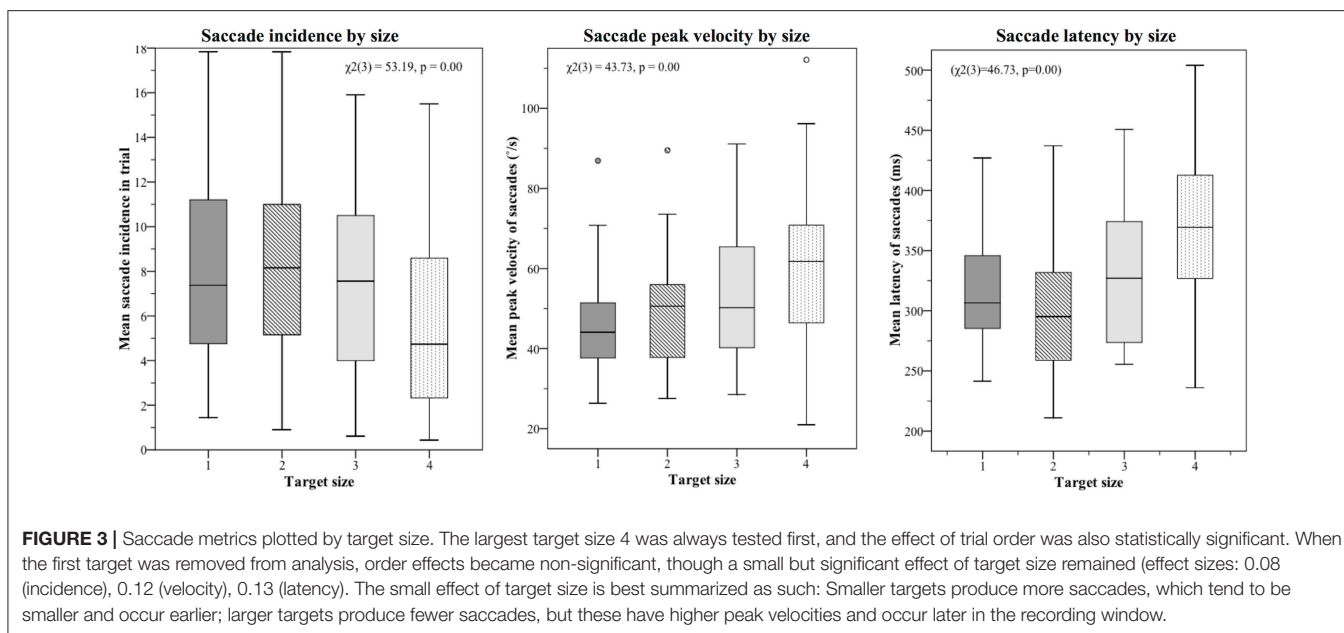 Saccade incidence by size
χ2(3) = 53.19, p = 0.00
Mean saccade incidence in trial
18
16
14
12
10
8
6
4
2
0
1 2 3 4
Target size
Saccade peak velocity by size
χ2(3) = 43.73, p = 0.00
Mean peak velocity of saccades (°/s)
100
80
60
40
20
1 2 3 4
Target size
Saccade latency by size
(χ2(3)=46.73, p=0.00)
Mean latency of saccades (ms)
500
450
400
350
300
250
200
1 2 3 4
Target size
FIGURE 3 | Saccade metrics plotted by target size. The largest target size 4 was always tested first, and the effect of trial order was also statistically significant. When
the first target was removed from analysis, order effects became non-significant, though a small but significant effect of target size remained (effect sizes: 0.08
(incidence), 0.12 (velocity), 0.13 (latency). The small effect of target size is best summarized as such: Smaller targets produce more saccades, which tend to be
smaller and occur earlier; larger targets produce fewer saccades, but these have higher peak velocities and occur later in the recording window.